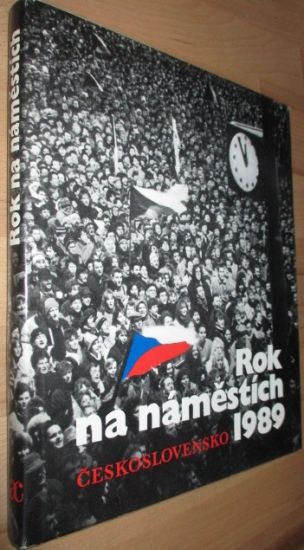 Rok na náměstích
Rok
na náměstích
1989
ČESKOSLOVENSKO